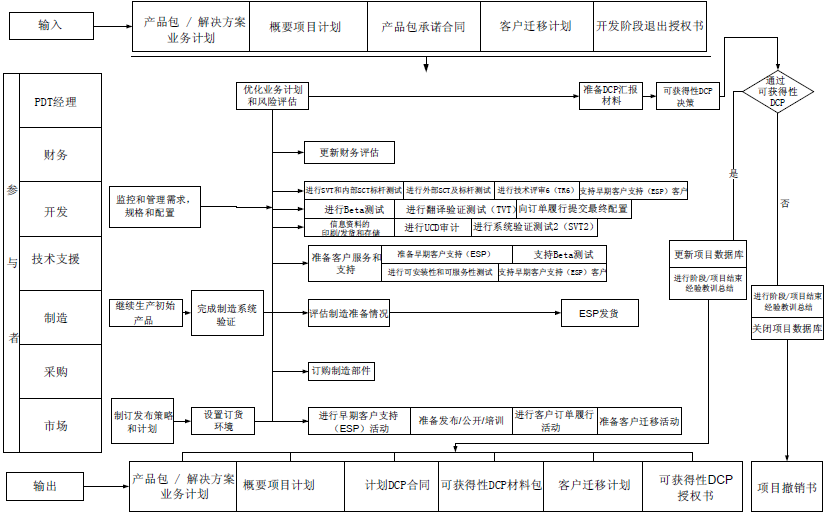 输入
产品包 / 解决方案
业务计划
概要项目计划
产品包承诺合同
客户迁移计划
开发阶段退出授权书
参
与
者
PDT经理
财务
开发
技术支援
制造
采购
市场
优化业务计划
和风险评估
准备DCP汇报
材料
可获得性DCP
决策
通过
可获得性
DCP
是
否
更新财务评估
监控和管理需求，
规格和配置
进行SVT和内部SCT标杆测试
进行外部SCT及标杆测试
进行技术评审6（TR6）
支持早期客户支持（ESP）客户
进行Beta测试
进行翻译验证测试（TVT）
向订单履行提交最终配置
信息资料的
印刷/发货和存储
进行UCD审计
进行系统验证测试2（SVT2）
准备客户服务和
支持
准备早期客户支持（ESP）
支持Beta测试
进行可安装性和可服务性测试
支持早期客户支持（ESP）客户
更新项目数据库
进行阶段/项目结束
经验教训总结
进行阶段/项目结束
经验教训总结
关闭项目数据库
继续生产初始
产品
完成制造系统
验证
评估制造准备情况
ESP发货
订购制造部件
制订发布策略
和计划
设置订货
环境
进行早期客户支持
（ESP）活动
准备发布/公开/培训
进行客户订单履行
活动
准备客户迁移活动
输出
产品包 / 解决方案
业务计划
概要项目计划
计划DCP合同
可获得性DCP材料包
客户迁移计划
可获得性DCP
授权书
项目撤销书